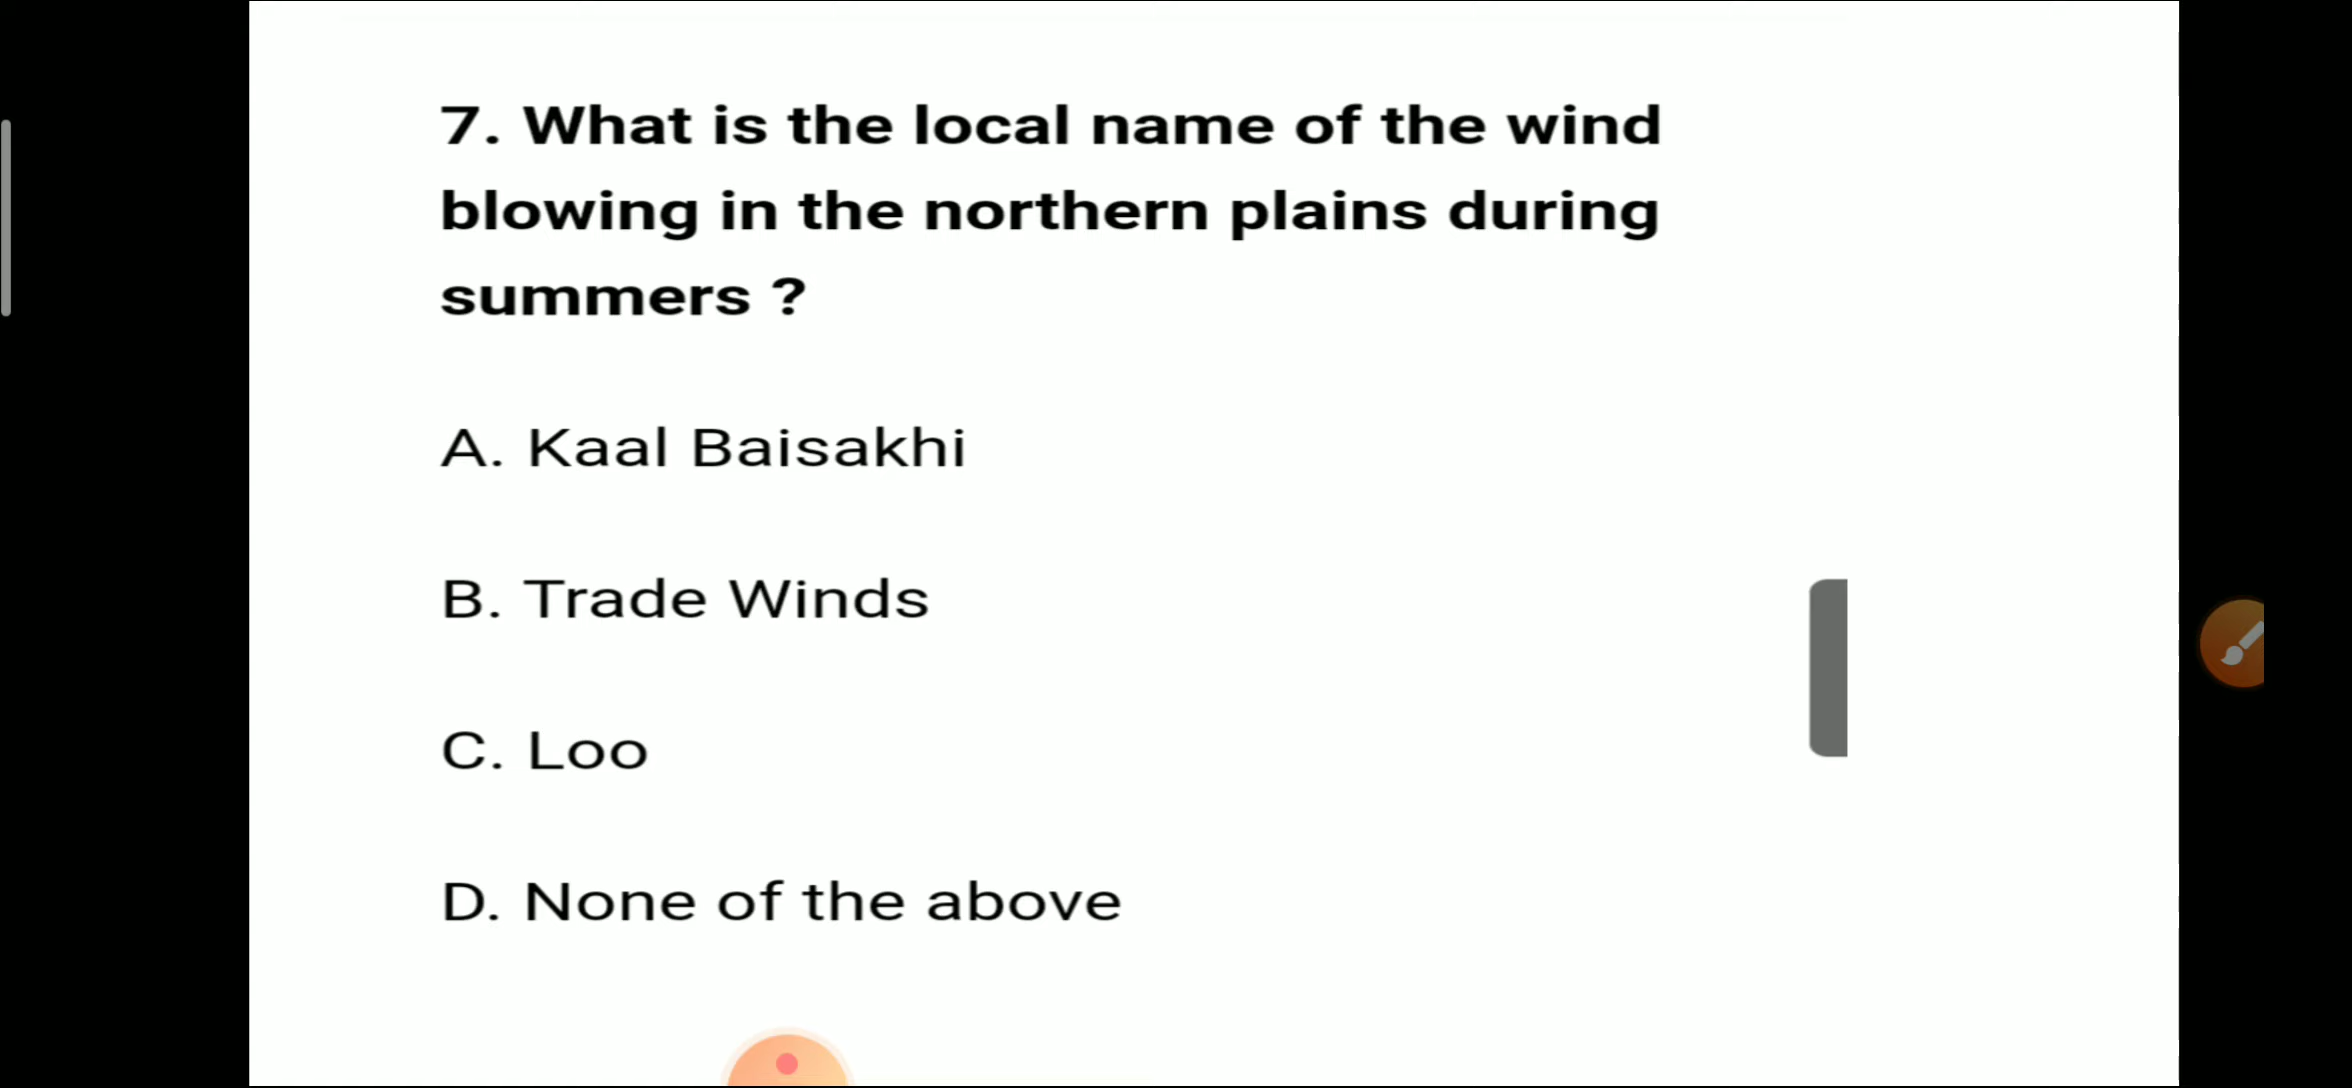 7. What is the local name of the wind
blowing in the northern plains during
summers ?
A. Kaal Baisakhi
B. Trade Winds
C. Loo
D. None of the above